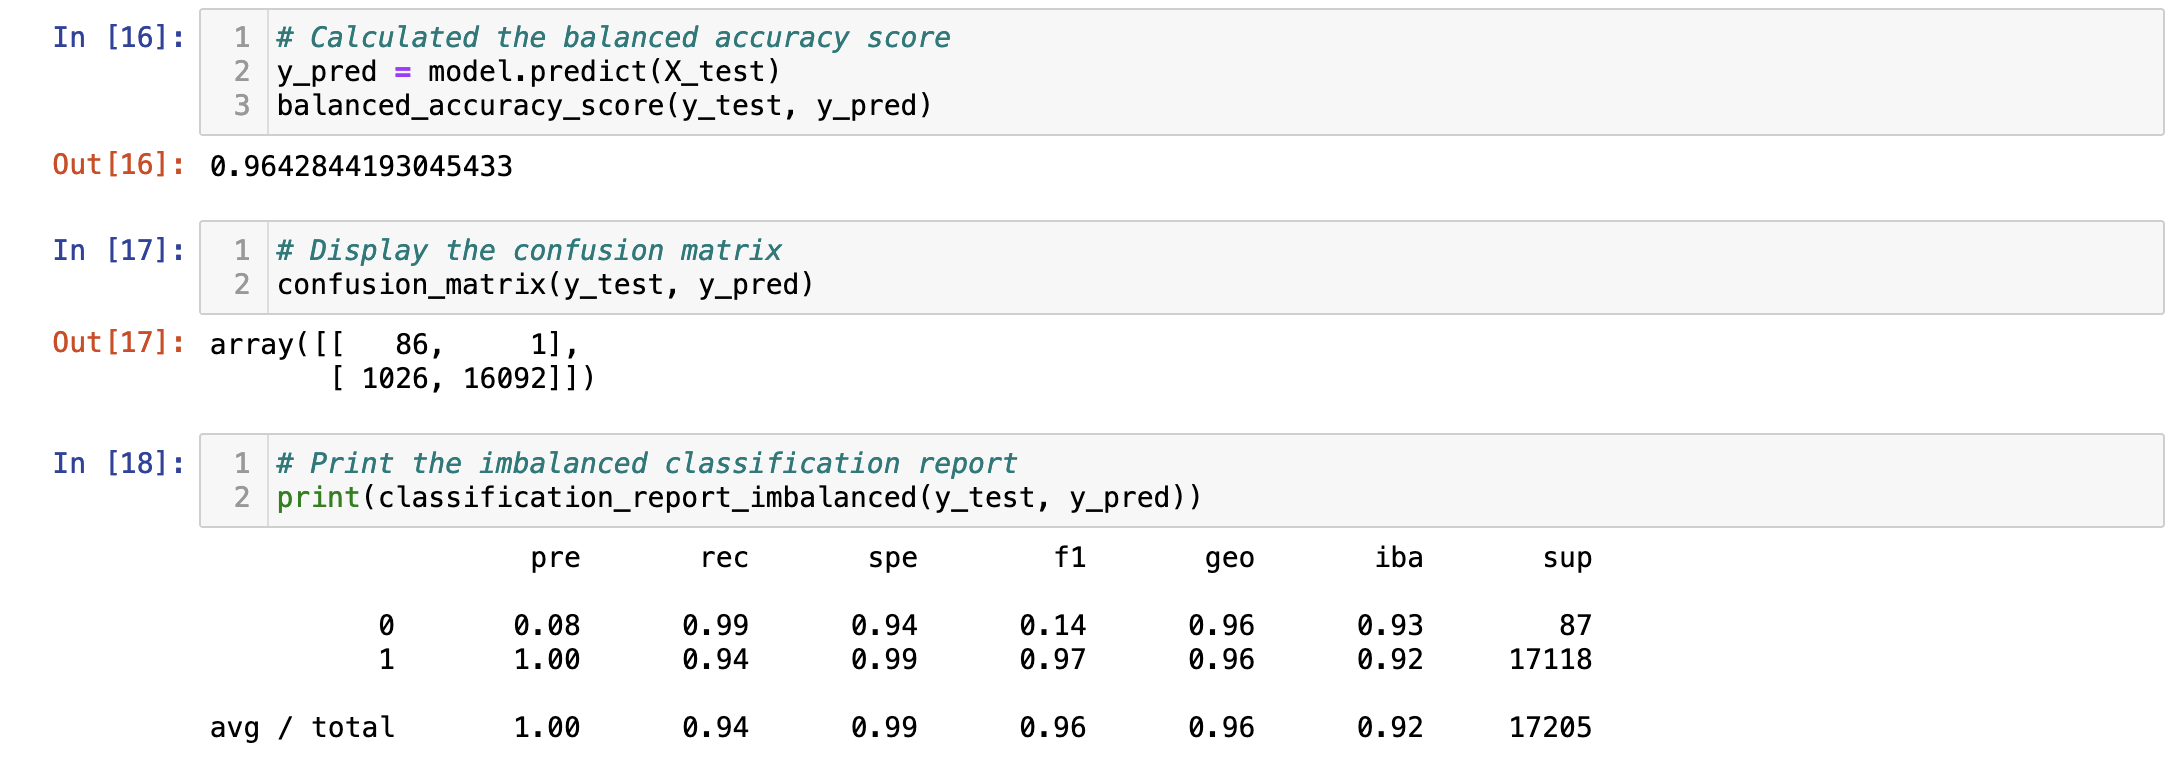 In [16]:
1 # Calculated the balanced accuracy score
2 y_pred = model.predict(X_test)
3 balanced_accuracy_score(y_test, y_pred)
Out[16]: 0.9642844193045433
In [17]:
1 # Display the confusion matrix
2 confusion_matrix(y_test, y_pred)
Out[17]: array([[   86,     1],
       [ 1026, 16092]])
In [18]:
1 # Print the imbalanced classification report
2 print(classification_report_imbalanced(y_test, y_pred))
pre rec spe f1 geo iba sup
0 0.08 0.99 0.94 0.14 0.96 0.93 87
1 1.00 0.94 0.99 0.97 0.96 0.92 17118
avg / total 1.00 0.94 0.99 0.96 0.96 0.92 17205